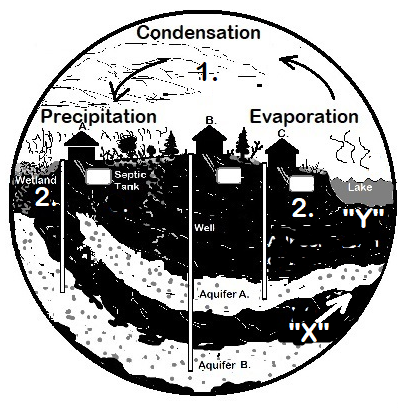 Condensation
1.
Precipitation
Evaporation
A.
B.
C.
Wetland
2.
Septic
Tank
Well
2.
Lake
"Y"
Aquifer A.
"X"
Aquifer B.